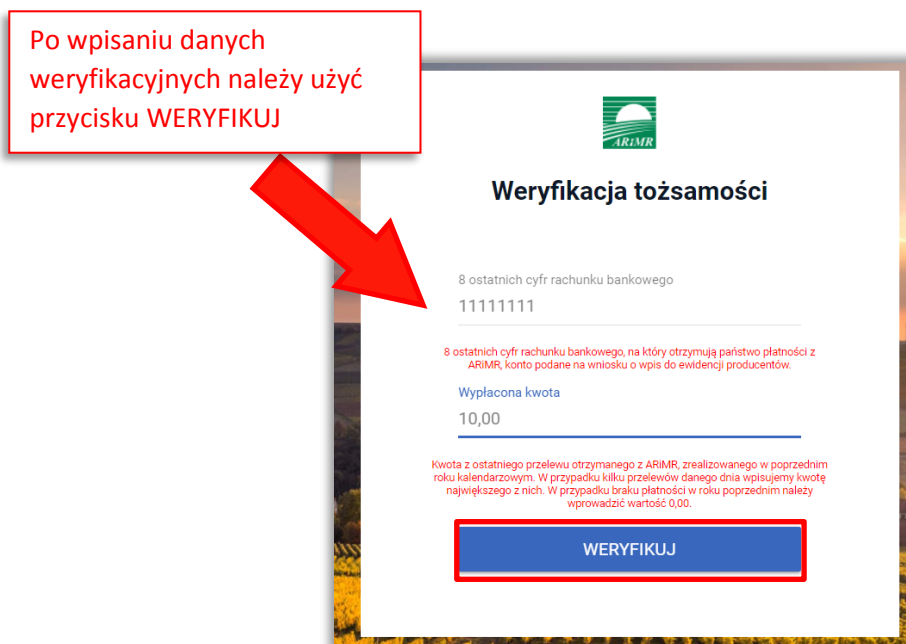 Po wpisaniu danych
weryfikacyjnych należy użyć
przycisku WERYFIKUJ
ARiMR
Weryfikacja tożsamości
8 ostatnich cyfr rachunku bankowego
11111111
8 ostatnich cyfr rachunku bankowego, na który otrzymują państwo płatności z
ARiMR, konto podane na wniosku o wpis do ewidencji producentów.
Wypłacona kwota
10,00
Kwota z ostatniego przelewu otrzymanego z ARiMR, zrealizowanego w poprzednim
roku kalendarzowym. W przypadku kilku przelewów danego dnia wpisujemy kwotę
największego z nich. W przypadku braku płatności w roku poprzednim należy
wprowadzić wartość 0,00.
WERYFIKUJ